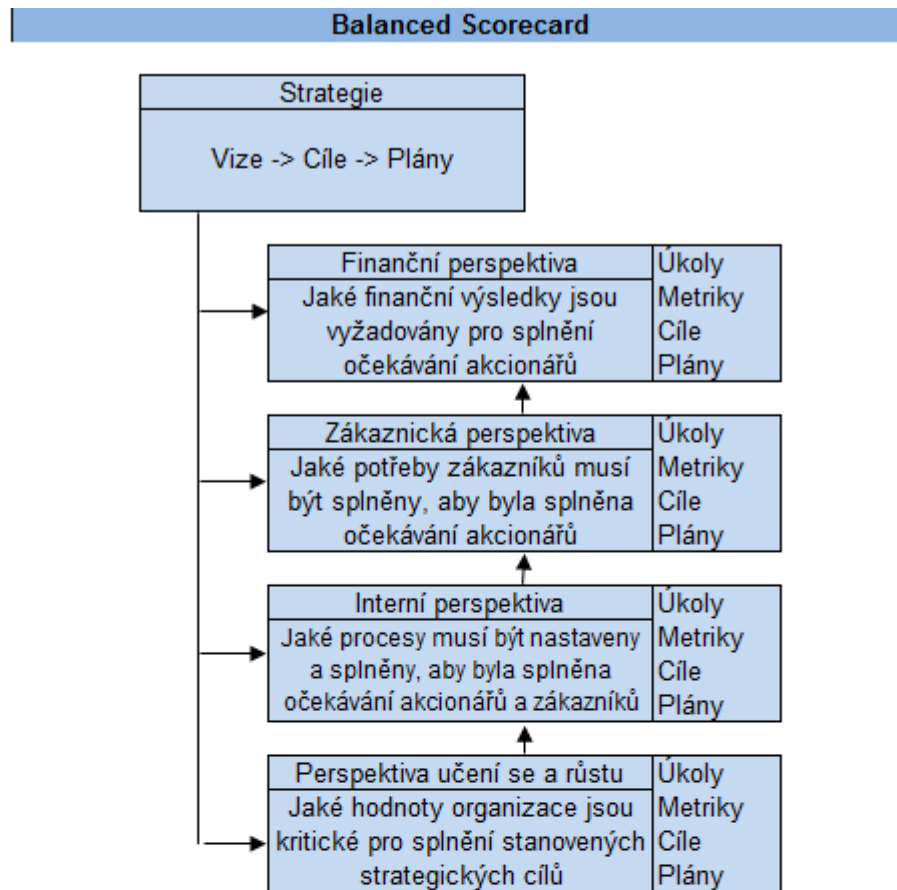 Balanced Scorecard
Strategie
Vize -> Cíle -> Plány
Finanční perspektiva
Jaké finanční výsledky jsou
vyžadovány pro splnění
očekávání akcionářů
Úkoly
Metriky
Cíle
Plány
Zákaznická perspektiva
Jaké potřeby zákazníků musí
být splněny, aby byla splněna
očekávání akcionářů
Úkoly
Metriky
Cíle
Plány
Interní perspektiva
Jaké procesy musí být nastaveny
a splněny, aby byla splněna
očekávání akcionářů a zákazníků
Úkoly
Metriky
Cíle
Plány
Perspektiva učení se a růstu
Jaké hodnoty organizace jsou
kritické pro splnění stanovených
strategických cílů
Úkoly
Metriky
Cíle
Plány